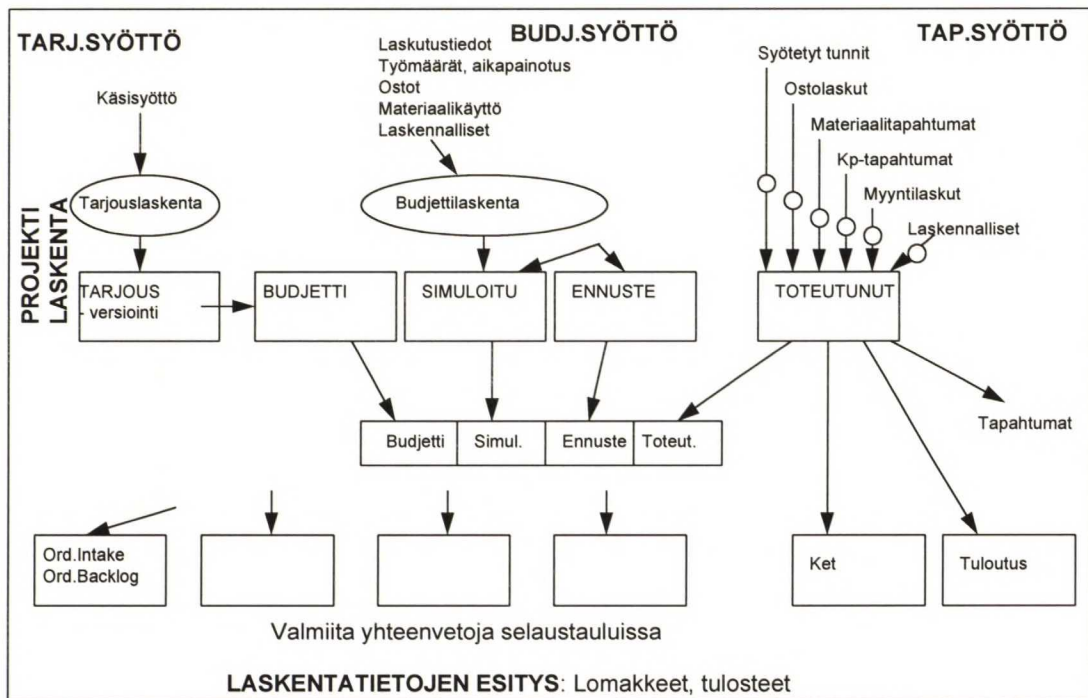 TARJ.SYÖTTÖ
BUDJ.SYÖTTÖ
TAP.SYÖTTÖ
Käsisyöttö
Laskutustiedot
Työmäärät, aikapainotus
Ostot
Materiaalikäyttö
Laskennalliset
Syötetyt tunnit
Ostolaskut
Materiaalitapahtumat
Kp-tapahtumat
Myyntilaskut
Laskennalliset
PROJEKTI
LASKENTA
Tarjouslaskenta
Budjettilaskenta
TARJOUS
- versiointi
BUDJETTI
SIMULOITU
ENNUSTE
TOTEUTUNUT
Budjetti
Simul.
Ennuste
Toteut.
Tapahtumat
Ord.Intake
Ord.Backlog
Ket
Tuloutus
Valmiita yhteenvetoja selaustauluissa
LASKENTATIETOJEN ESITYS: Lomakkeet, tulosteet